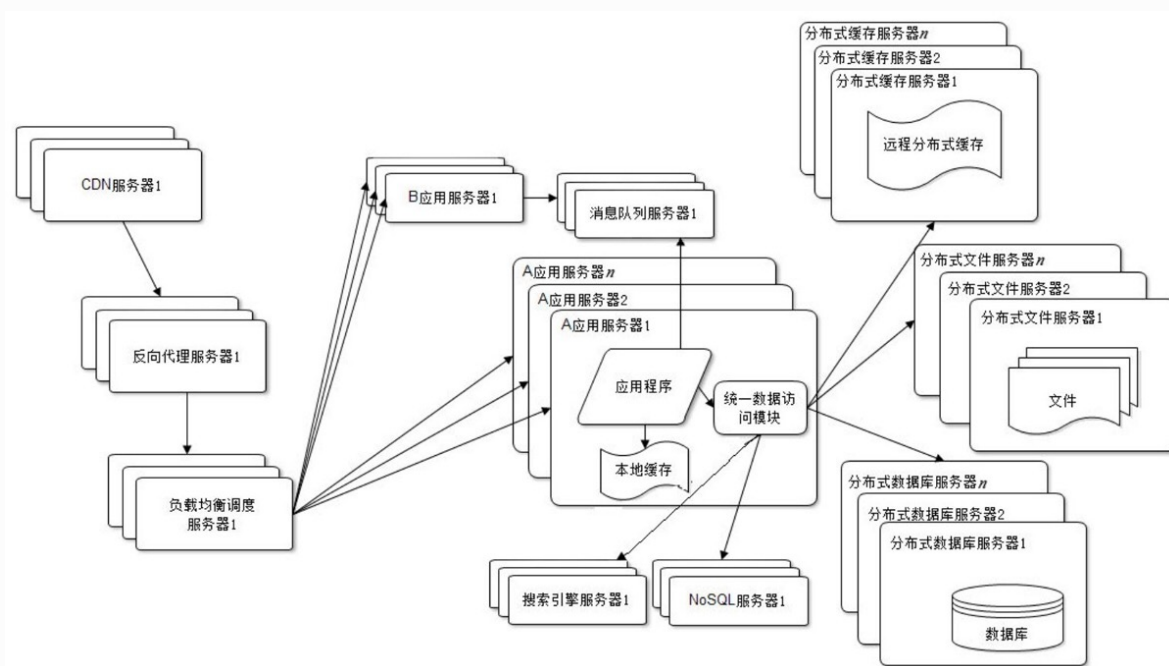 分布式缓存服务器n
分布式缓存服务器2
分布式缓存服务器1
远程分布式缓存
CDN服务器1
B应用服务器1
消息队列服务器1
A应用服务器n
A应用服务器2
A应用服务器1
应用程序
统一数据访
问模块
本地缓存
分布式文件服务器n
分布式文件服务器2
分布式文件服务器1
文件
反向代理服务器1
负载均衡调度
服务器1
分布式数据库服务器n
分布式数据库服务器2
分布式数据库服务器1
数据库
搜索引擎服务器1
NoSQL服务器1